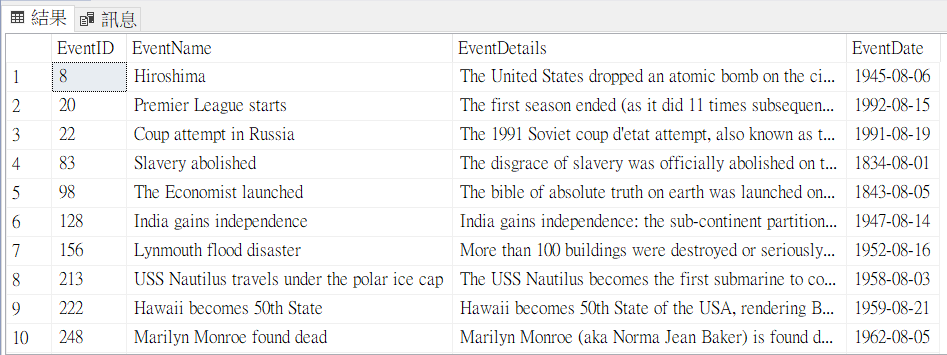 結果 訊息
EventID EventName EventDetails EventDate
1 8 Hiroshima The United States dropped an atomic bomb on the ci... 1945-08-06
2 20 Premier League starts The first season ended (as it did 11 times subsequen... 1992-08-15
3 22 Coup attempt in Russia The 1991 Soviet coup d'etat attempt, also known as t... 1991-08-19
4 83 Slavery abolished The disgrace of slavery was officially abolished on t... 1834-08-01
5 98 The Economist launched The bible of absolute truth on earth was launched on... 1843-08-05
6 128 India gains independence India gains independence: the sub-continent partition... 1947-08-14
7 156 Lynmouth flood disaster More than 100 buildings were destroyed or seriously... 1952-08-16
8 213 USS Nautilus travels under the polar ice cap The USS Nautilus becomes the first submarine to co... 1958-08-03
9 222 Hawaii becomes 50th State Hawaii becomes 50th State of the USA, rendering B... 1959-08-21
10 248 Marilyn Monroe found dead Marilyn Monroe (aka Norma Jean Baker) is found d... 1962-08-05